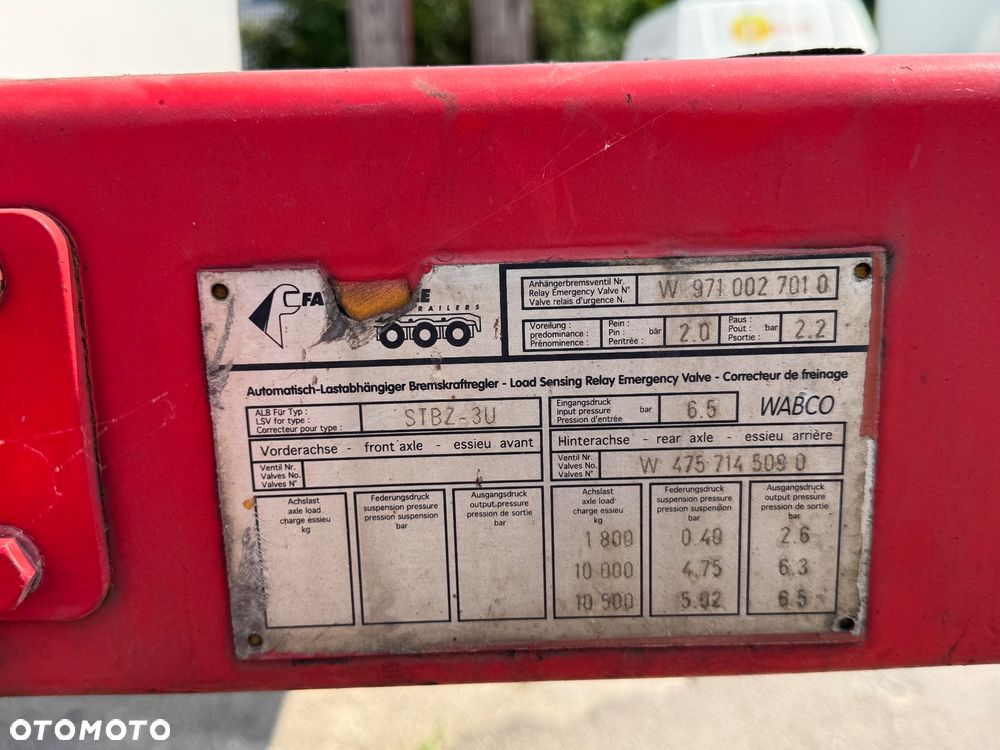 FA E
TRAILERS
Anhängerbremsventil Nr.
Relay Emergency Valve N°
Valve relais d'urgence N.
W 971 002 701 0
Voreilung :
predominance :
Prénominence :
Pein :
Pin :
Pentrée :
bär
2.0
Paus :
Pout :
Psortie :
bar
2.2
Automatisch-Lastabhängiger Bremskraftregler - Load Sensing Relay Emergency Valve - Correcteur de freinage
ALB Für Typ :
LSV for type :
Correcteur pour type :
STBZ-3U
Eingangsdruck
input pressure
Pression d'entrée
bar
6.5
WABCO
Vorderachse - front axle - essieu avant
Hinterachse - rear axle - essieu arrière
Ventil Nr.
Valves No.
Valves N°
Ventil Nr.
Valves No.
Valves N°
W 475 714 509 0
Achslast
axle load
charge essieu
kg
Federungsdruck
suspension pressure
pression suspension
bar
Ausgangsdruck
output pressure
pression de sortie
bar
Achslast
axle load
charge essieu
kg
Federungsdruck
suspension pressure
pression suspension
bar
Ausgangsdruck
output pressure
pression de sortie
bar
1 800 0.40 2.6
10 000 4.75 6.3
10 500 5.02 6.5
OTOMOTO